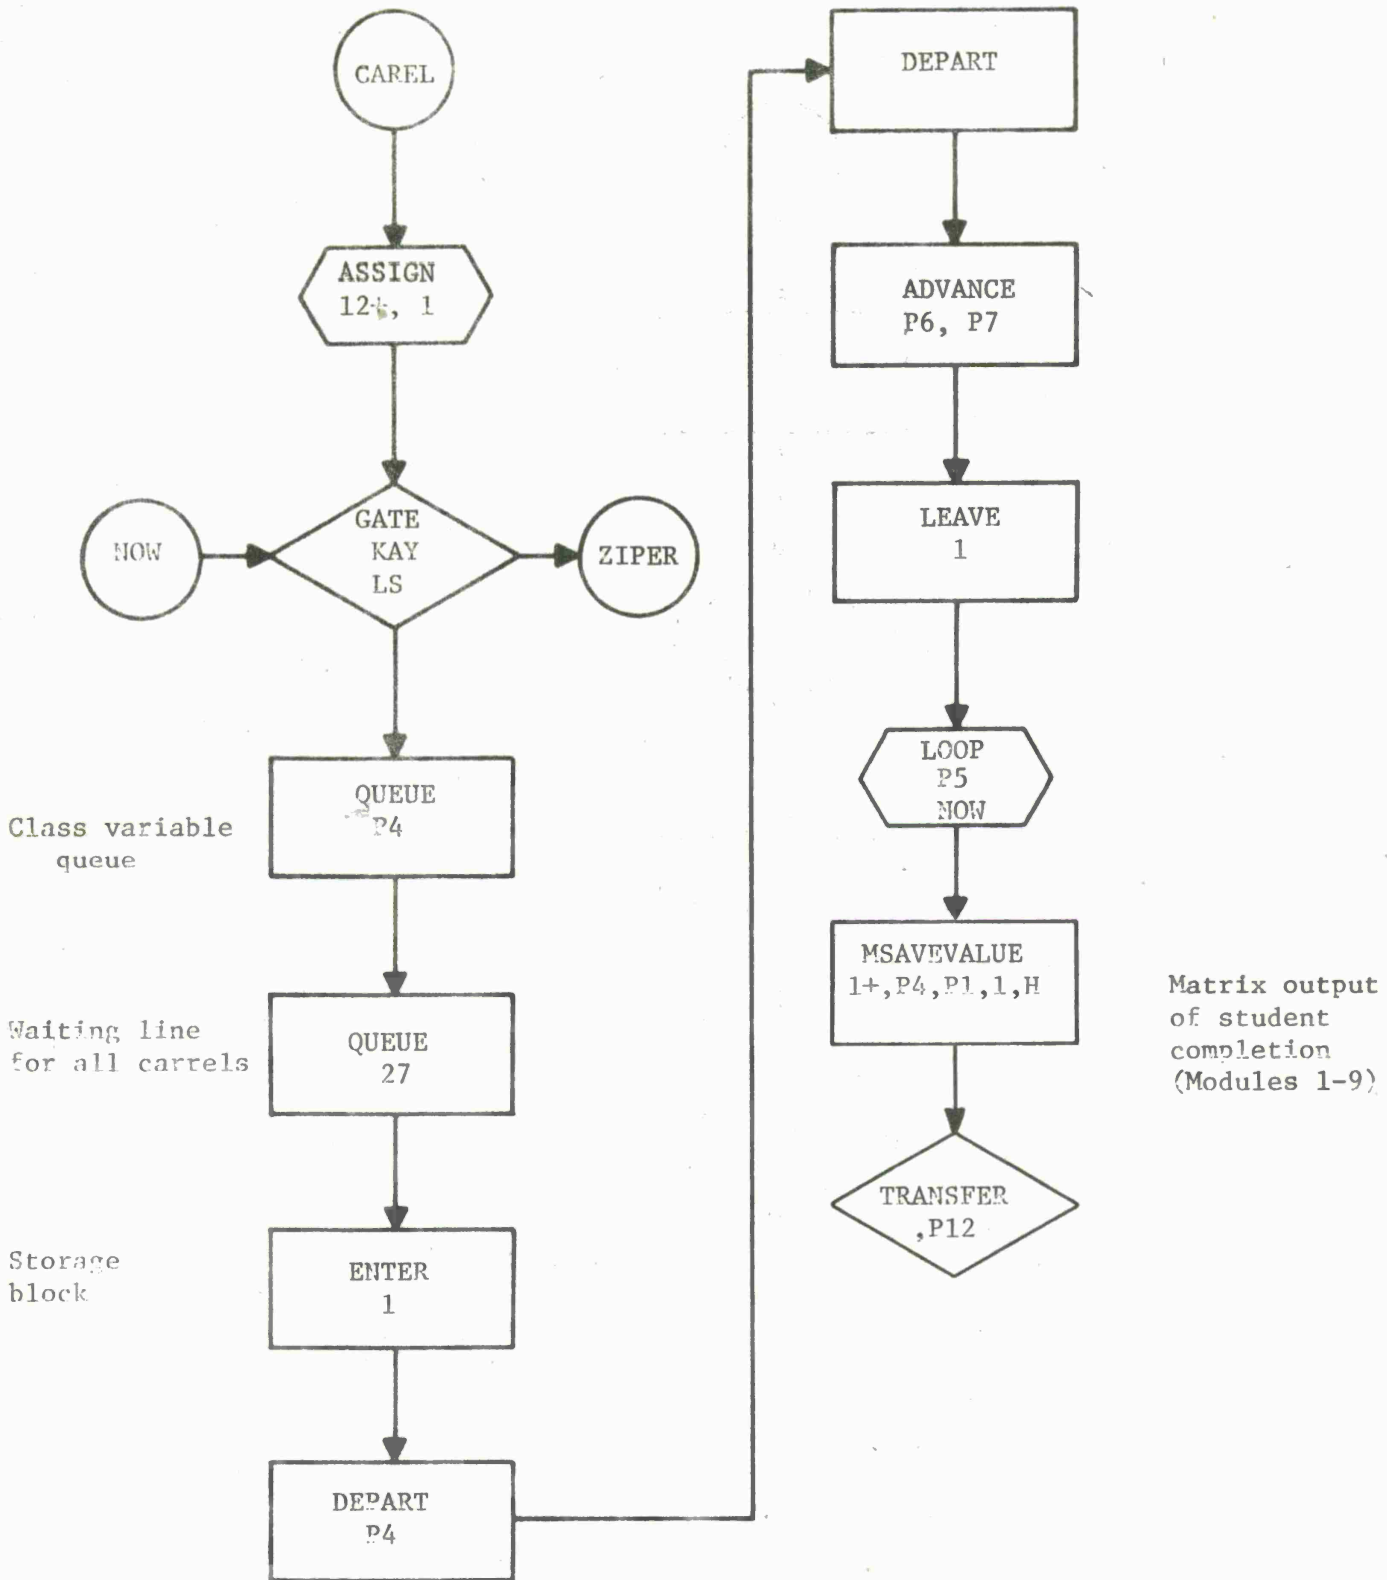 CAREL
ASSIGN
12+, 1
NOW
GATE
KAY
LS
ZIPER
Class variable
queue
QUEUE
P4
Waiting line
for all carrels
QUEUE
27
Storage
block
ENTER
1
DEPART
P4
DEPART
ADVANCE
P6, P7
LEAVE
1
LOOP
P5
NOW
MSAVEVALUE
1+,P4,P1,1,H
Matrix output
of student
completion
(Modules 1-9)
TRANSFER
,P12